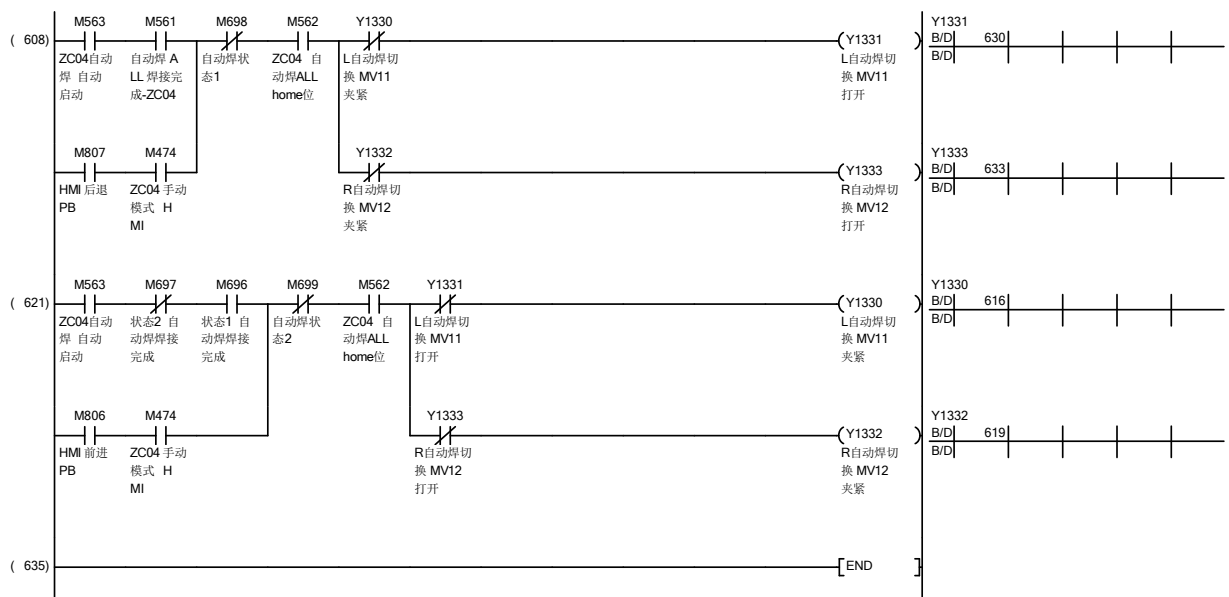 M563 M561 M698 M562 Y1330 Y1331
( 608) ( Y1331 ) B/D 630
ZC04自动 自动焊 A 自动焊状 ZC04 自 L自动焊切 L自动焊切 B/D
焊 自动 LL 焊接完 态1 动焊ALL 换 MV11 换 MV11
启动 成-ZC04 home位 夹紧 打开
M807 M474 Y1332 Y1333
( Y1333 ) B/D 633
HMI 后退 ZC04 手动 R自动焊切 R自动焊切 B/D
PB 模式 H 换 MV12 换 MV12
MI 夹紧 打开
M563 M697 M696 M699 M562 Y1331 Y1330
( 621) ( Y1330 ) B/D 616
ZC04自动 状态2 自 状态1 自 自动焊状 ZC04 自 L自动焊切 L自动焊切 B/D
焊 自动 动焊焊接 动焊焊接 态2 动焊ALL 换 MV11 换 MV11
启动 完成 完成 home位 打开 夹紧
M806 M474 Y1333 Y1332
( Y1332 ) B/D 619
HMI 前进 ZC04 手动 R自动焊切 R自动焊切 B/D
PB 模式 H 换 MV12 换 MV12
MI 打开 夹紧
( 635) [ END ]